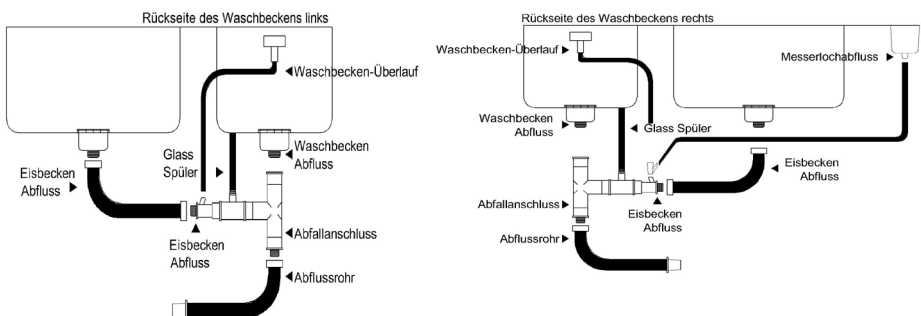 Rückseite des Waschbeckens links
Waschbecken-Überlauf
Waschbecken
Abfluss
Glass
Spüler
Eisbecken
Abfluss
Abfallanschluss
Eisbecken
Abfluss
Abflussrohr
Rückseite des Waschbeckens rechts
Waschbecken-Überlauf
Messerlochabfluss
Waschbecken
Abfluss
Glass Spüler
Eisbecken
Abfluss
Abfallanschluss
Eisbecken
Abfluss
Abflussrohr